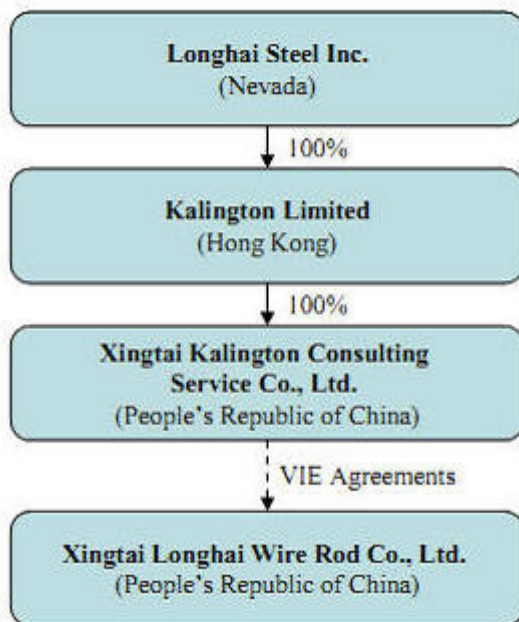 Longhai Steel Inc.
(Nevada)
100%
Kalington Limited
(Hong Kong)
100%
Xingtai Kalington Consulting
Service Co., Ltd.
(People's Republic of China)
VIE Agreements
Xingtai Longhai Wire Rod Co., Ltd.
(People's Republic of China)